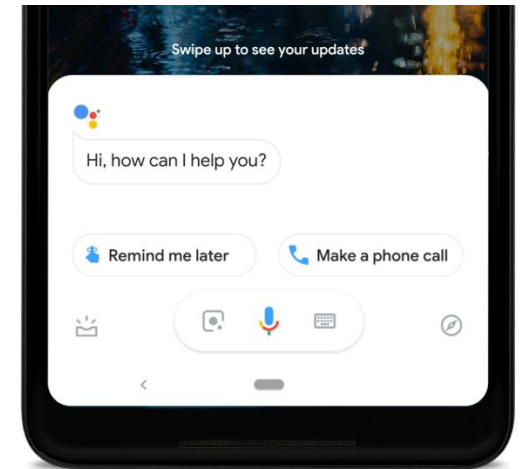 Swipe up to see your updates
Hi, how can I help you?
Remind me later
Make a phone call